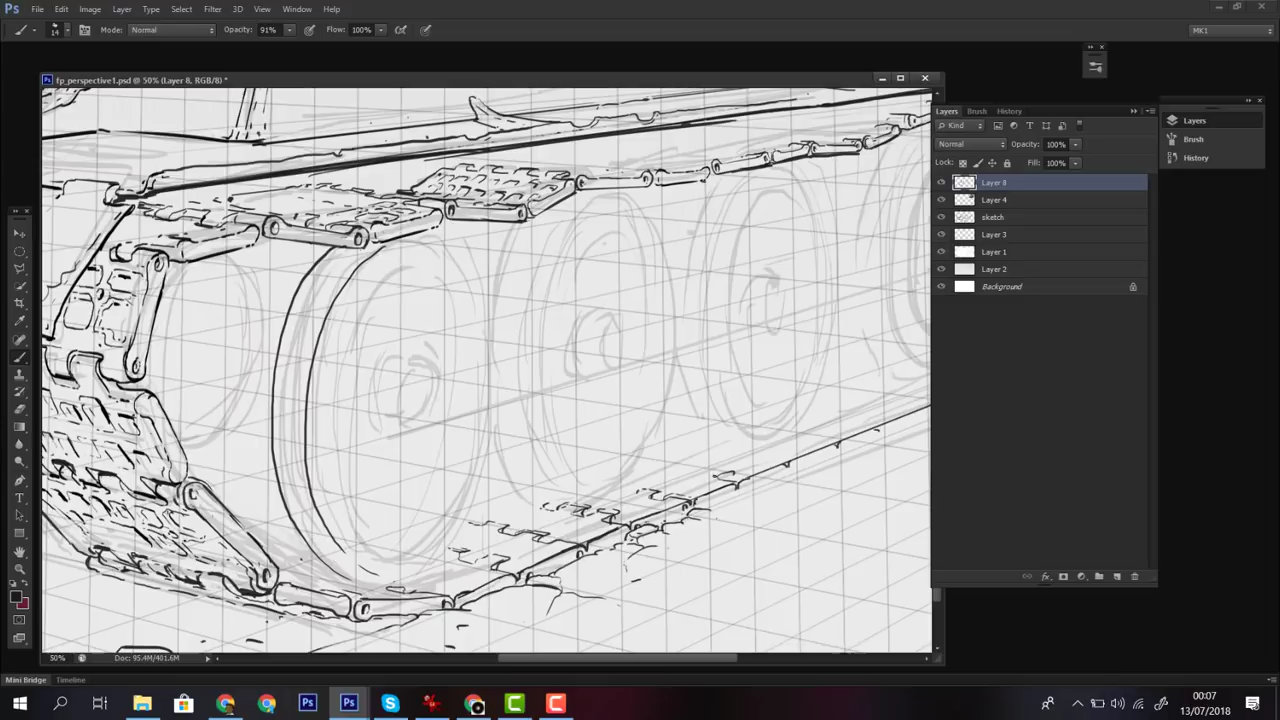 Ps File Edit Image Layer Type Select Filter 3D View Window Help
14 Mode: Normal Opacity: 91% Flow: 100% MK1
fp_perspective1.psd @ 50% (Layer 8, RGB/8) *
Layers Brush History
Kind
Normal Opacity: 100%
Lock: Fill: 100%
Layer 8
Layer 4
sketch
Layer 3
Layer 1
Layer 2
Background
Layers
Brush
History
50% Doc: 95.4M/401.6M
Mini Bridge Timeline
Ps Ps
00:07
13/07/2018